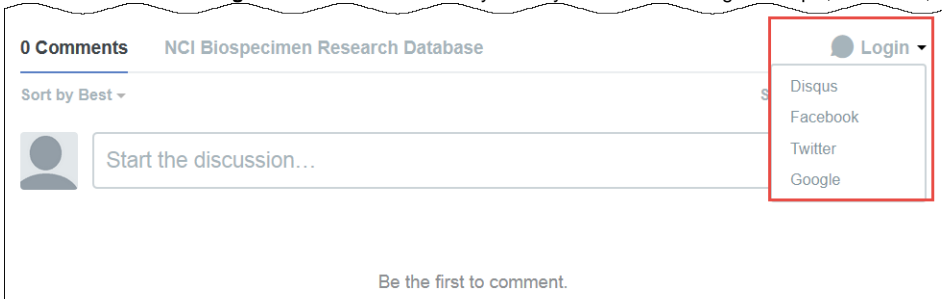 0 Comments NCI Biospecimen Research Database Login
Sort by Best
Disqus
Facebook
Start the discussion…
Twitter
Google
Be the first to comment.